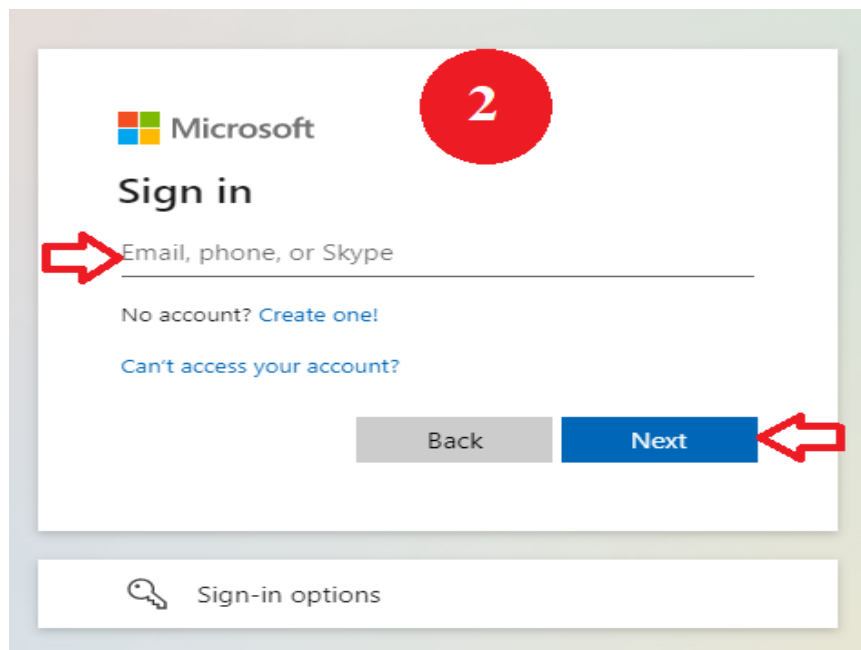 2
Microsoft
Sign in
Email, phone, or Skype
No account? Create one!
Can't access your account?
Back Next
Sign-in options